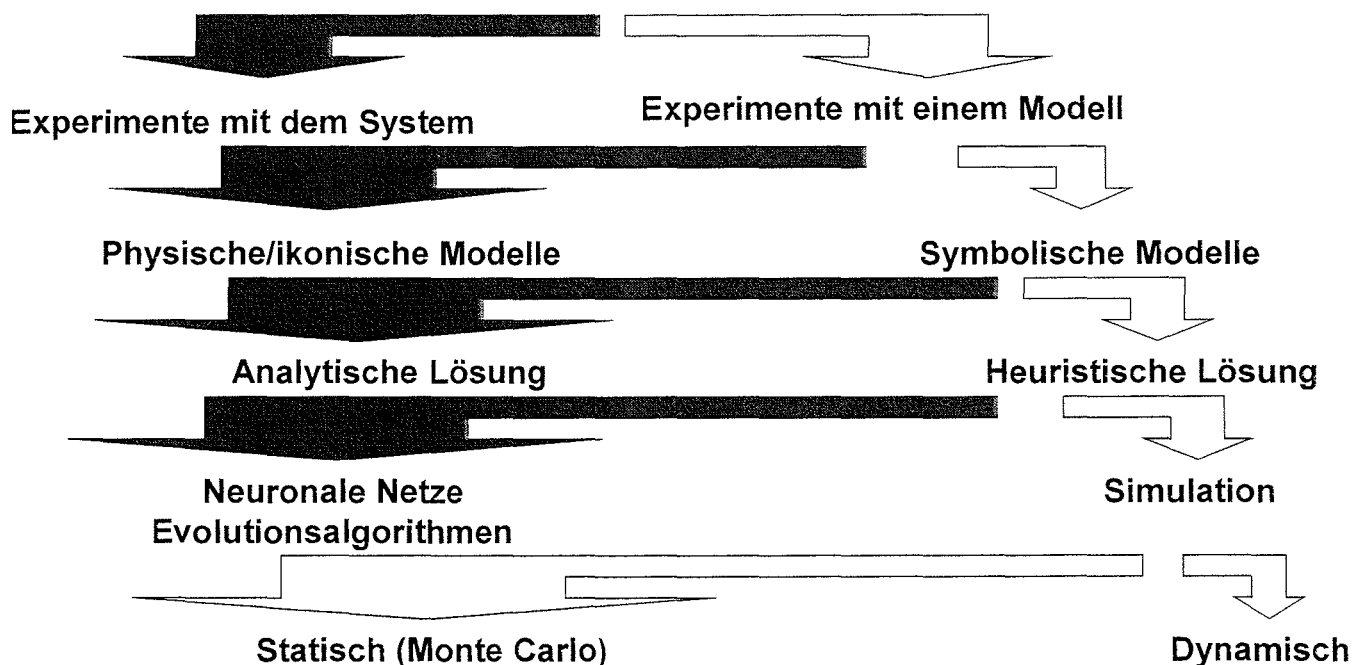 Experimente mit dem System
Experimente mit einem Modell
Physische/ikonische Modelle
Symbolische Modelle
Analytische Lösung
Heuristische Lösung
Neuronale Netze
Evolutionsalgorithmen
Simulation
Statisch (Monte Carlo)
Dynamisch